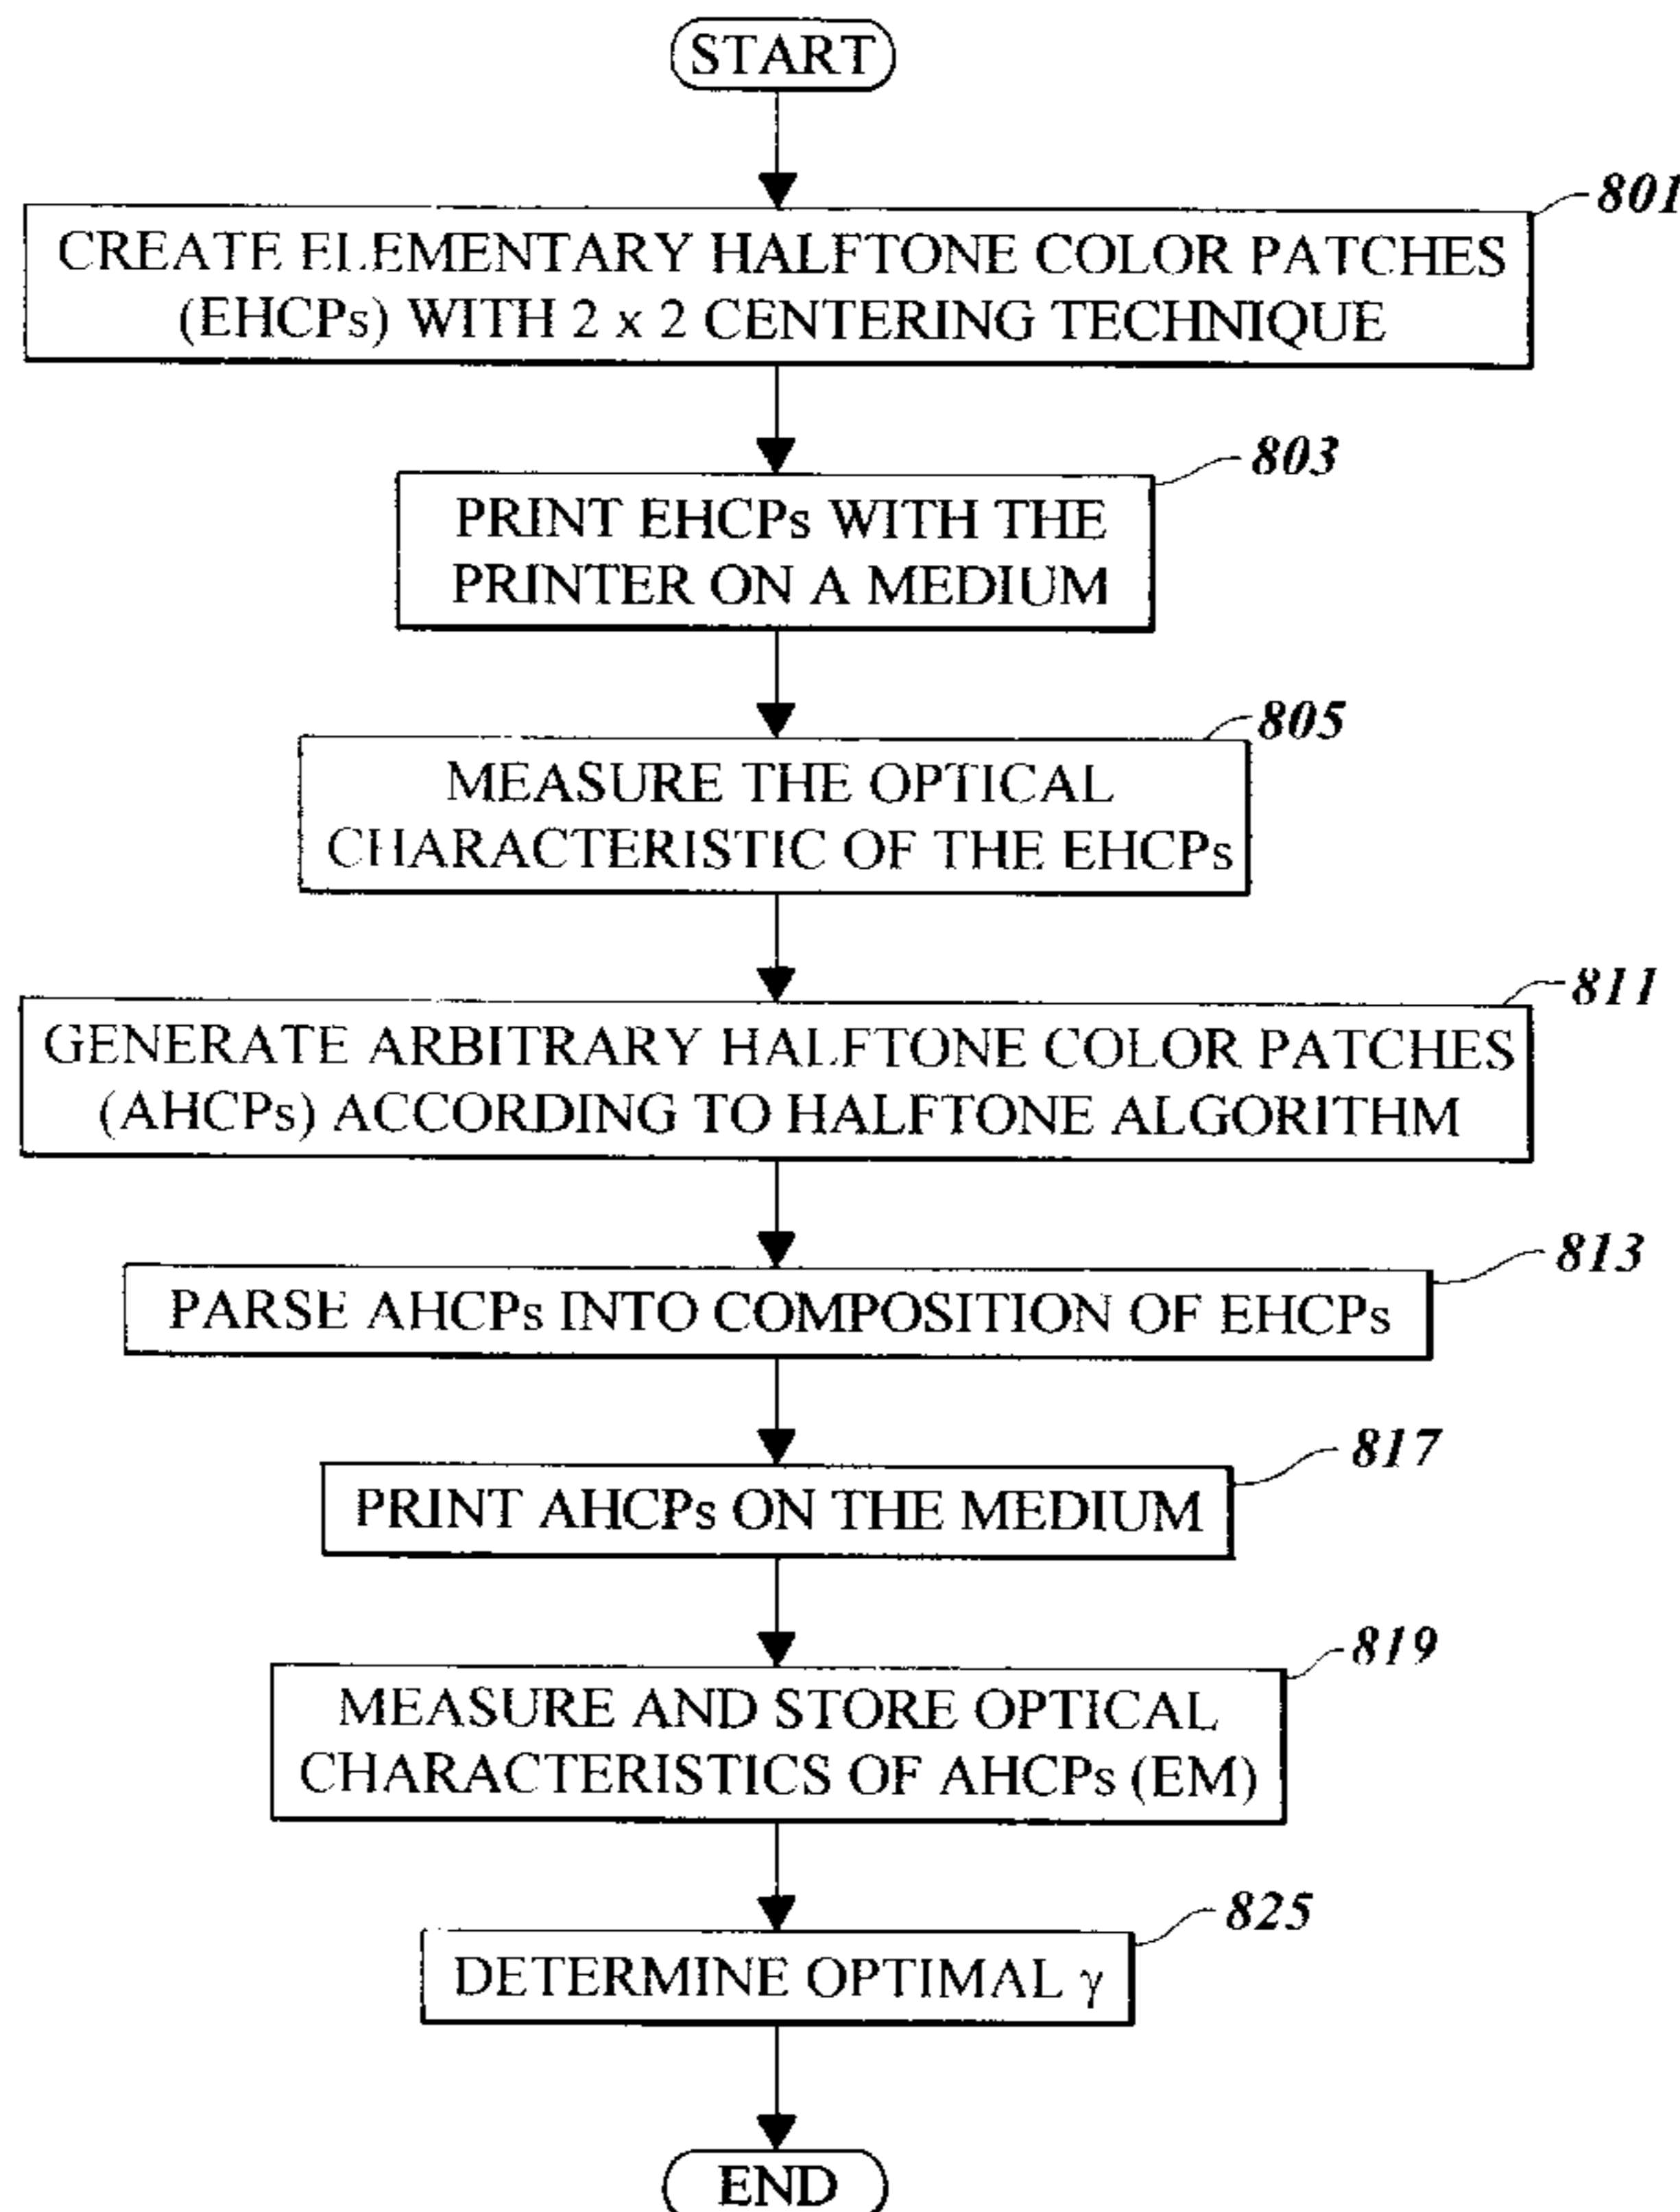 START
801
CREATE ELEMENTARY HALFTONE COLOR PATCHES
(EHCPs) WITH 2 x 2 CENTERING TECHNIQUE
803
PRINT EHCPs WITH THE
PRINTER ON A MEDIUM
805
MEASURE THE OPTICAL
CHARACTERISTIC OF THE EHCPs
811
GENERATE ARBITRARY HALFTONE COLOR PATCHES
(AHCPs) ACCORDING TO HALFTONE ALGORITHM
813
PARSE AHCPs INTO COMPOSITION OF EHCPs
817
PRINT AHCPs ON THE MEDIUM
819
MEASURE AND STORE OPTICAL
CHARACTERISTICS OF AHCPs (EM)
825
DETERMINE OPTIMAL γ
END